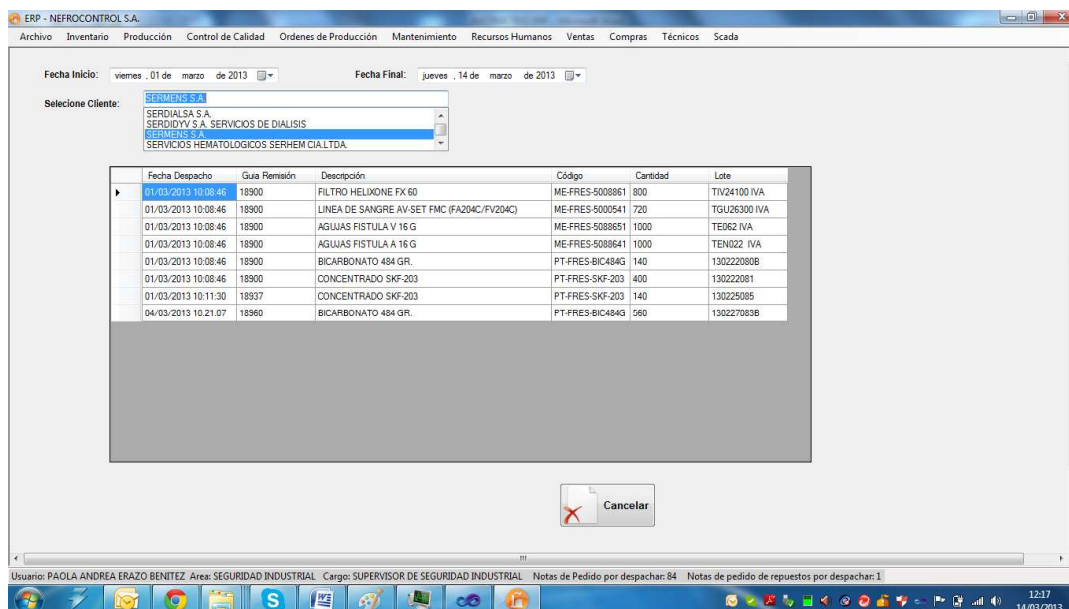 ERP - NEFROCONTROL S.A.
Archivo Inventario Producción Control de Calidad Ordenes de Producción Mantenimiento Recursos Humanos Ventas Compras Técnicos Scada
Fecha Inicio: viernes , 01 de marzo de 2013 Fecha Final: jueves , 14 de marzo de 2013
Selecione Cliente: SERMENS S.A.
SERDIALSA S.A.
SERDIDYV S.A. SERVICIOS DE DIALISIS
SERMENS S.A.
SERVICIOS HEMATOLOGICOS SERHEM CIA.LTDA.
Fecha Despacho Guia Remisión Descripción Código Cantidad Lote
01/03/2013 10:08:46 18900 FILTRO HELIXONE FX 60 ME-FRES-5008861 800 TIV24100 IVA
01/03/2013 10:08:46 18900 LINEA DE SANGRE AV-SET FMC (FA204C/FV204C) ME-FRES-5000541 720 TGU26300 IVA
01/03/2013 10:08:46 18900 AGUJAS FISTULA V 16 G ME-FRES-5088651 1000 TE062 IVA
01/03/2013 10:08:46 18900 AGUJAS FISTULA A 16 G ME-FRES-5088641 1000 TEN022 IVA
01/03/2013 10:08:46 18900 BICARBONATO 484 GR. PT-FRES-BIC484G 140 130222080B
01/03/2013 10:08:46 18900 CONCENTRADO SKF-203 PT-FRES-SKF-203 400 130222081
01/03/2013 10:11:30 18937 CONCENTRADO SKF-203 PT-FRES-SKF-203 140 130225085
04/03/2013 10:21:07 18960 BICARBONATO 484 GR. PT-FRES-BIC484G 560 130227083B
Cancelar
Usuario: PAOLA ANDREA ERAZO BENITEZ Area: SEGURIDAD INDUSTRIAL Cargo: SUPERVISOR DE SEGURIDAD INDUSTRIAL Notas de Pedido por despachar: 84 Notas de pedido de repuestos por despachar: 1
12:17
14/03/2013